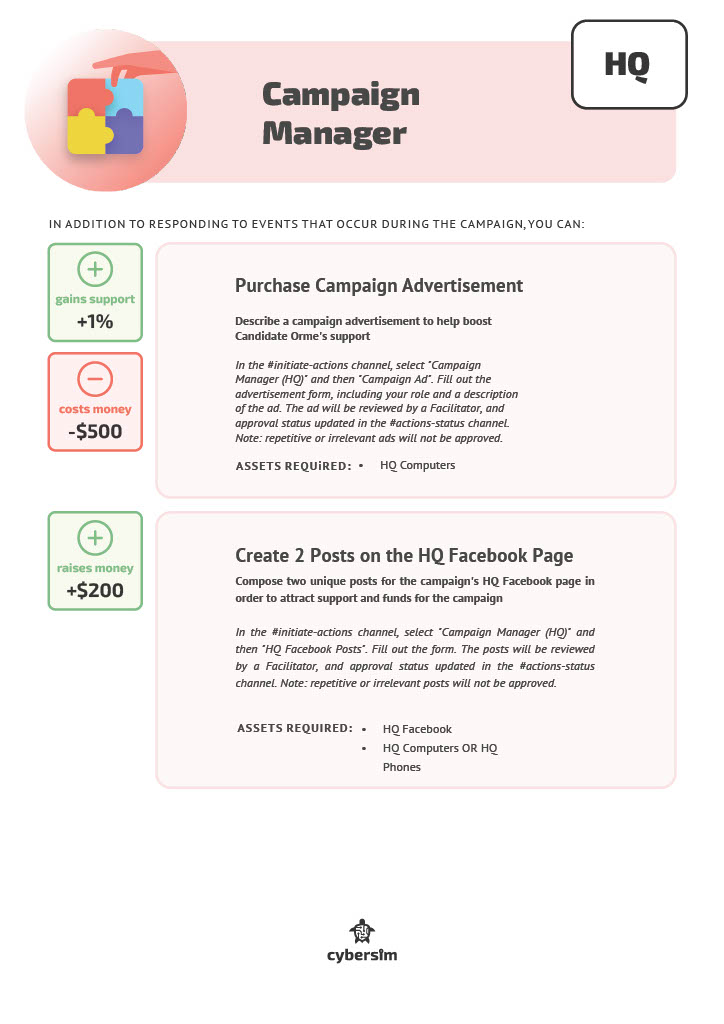 HQ
Campaign
Manager
IN ADDITION TO RESPONDING TO EVENTS THAT OCCUR DURING THE CAMPAIGN, YOU CAN:
gains support
+1%
costs money
-$500
Purchase Campaign Advertisement
Describe a campaign advertisement to help boost
Candidate Orme's support
In the #initiate-actions channel, select "Campaign
Manager (HQ)" and then "Campaign Ad". Fill out the
advertisement form, including your role and a description
of the ad. The ad will be reviewed by a Facilitator, and
approval status updated in the #actions-status channel.
Note: repetitive or irrelevant ads will not be approved.
ASSETS REQUiRED: • HQ Computers
raises money
+$200
Create 2 Posts on the HQ Facebook Page
Compose two unique posts for the campaign's HQ Facebook page in
order to attract support and funds for the campaign
In the #initiate-actions channel, select "Campaign Manager (HQ)" and
then "HQ Facebook Posts". Fill out the form. The posts will be reviewed
by a Facilitator, and approval status updated in the #actions-status
channel. Note: repetitive or irrelevant posts will not be approved.
ASSETS REQUIRED: • HQ Facebook
• HQ Computers OR HQ
Phones
cybersim